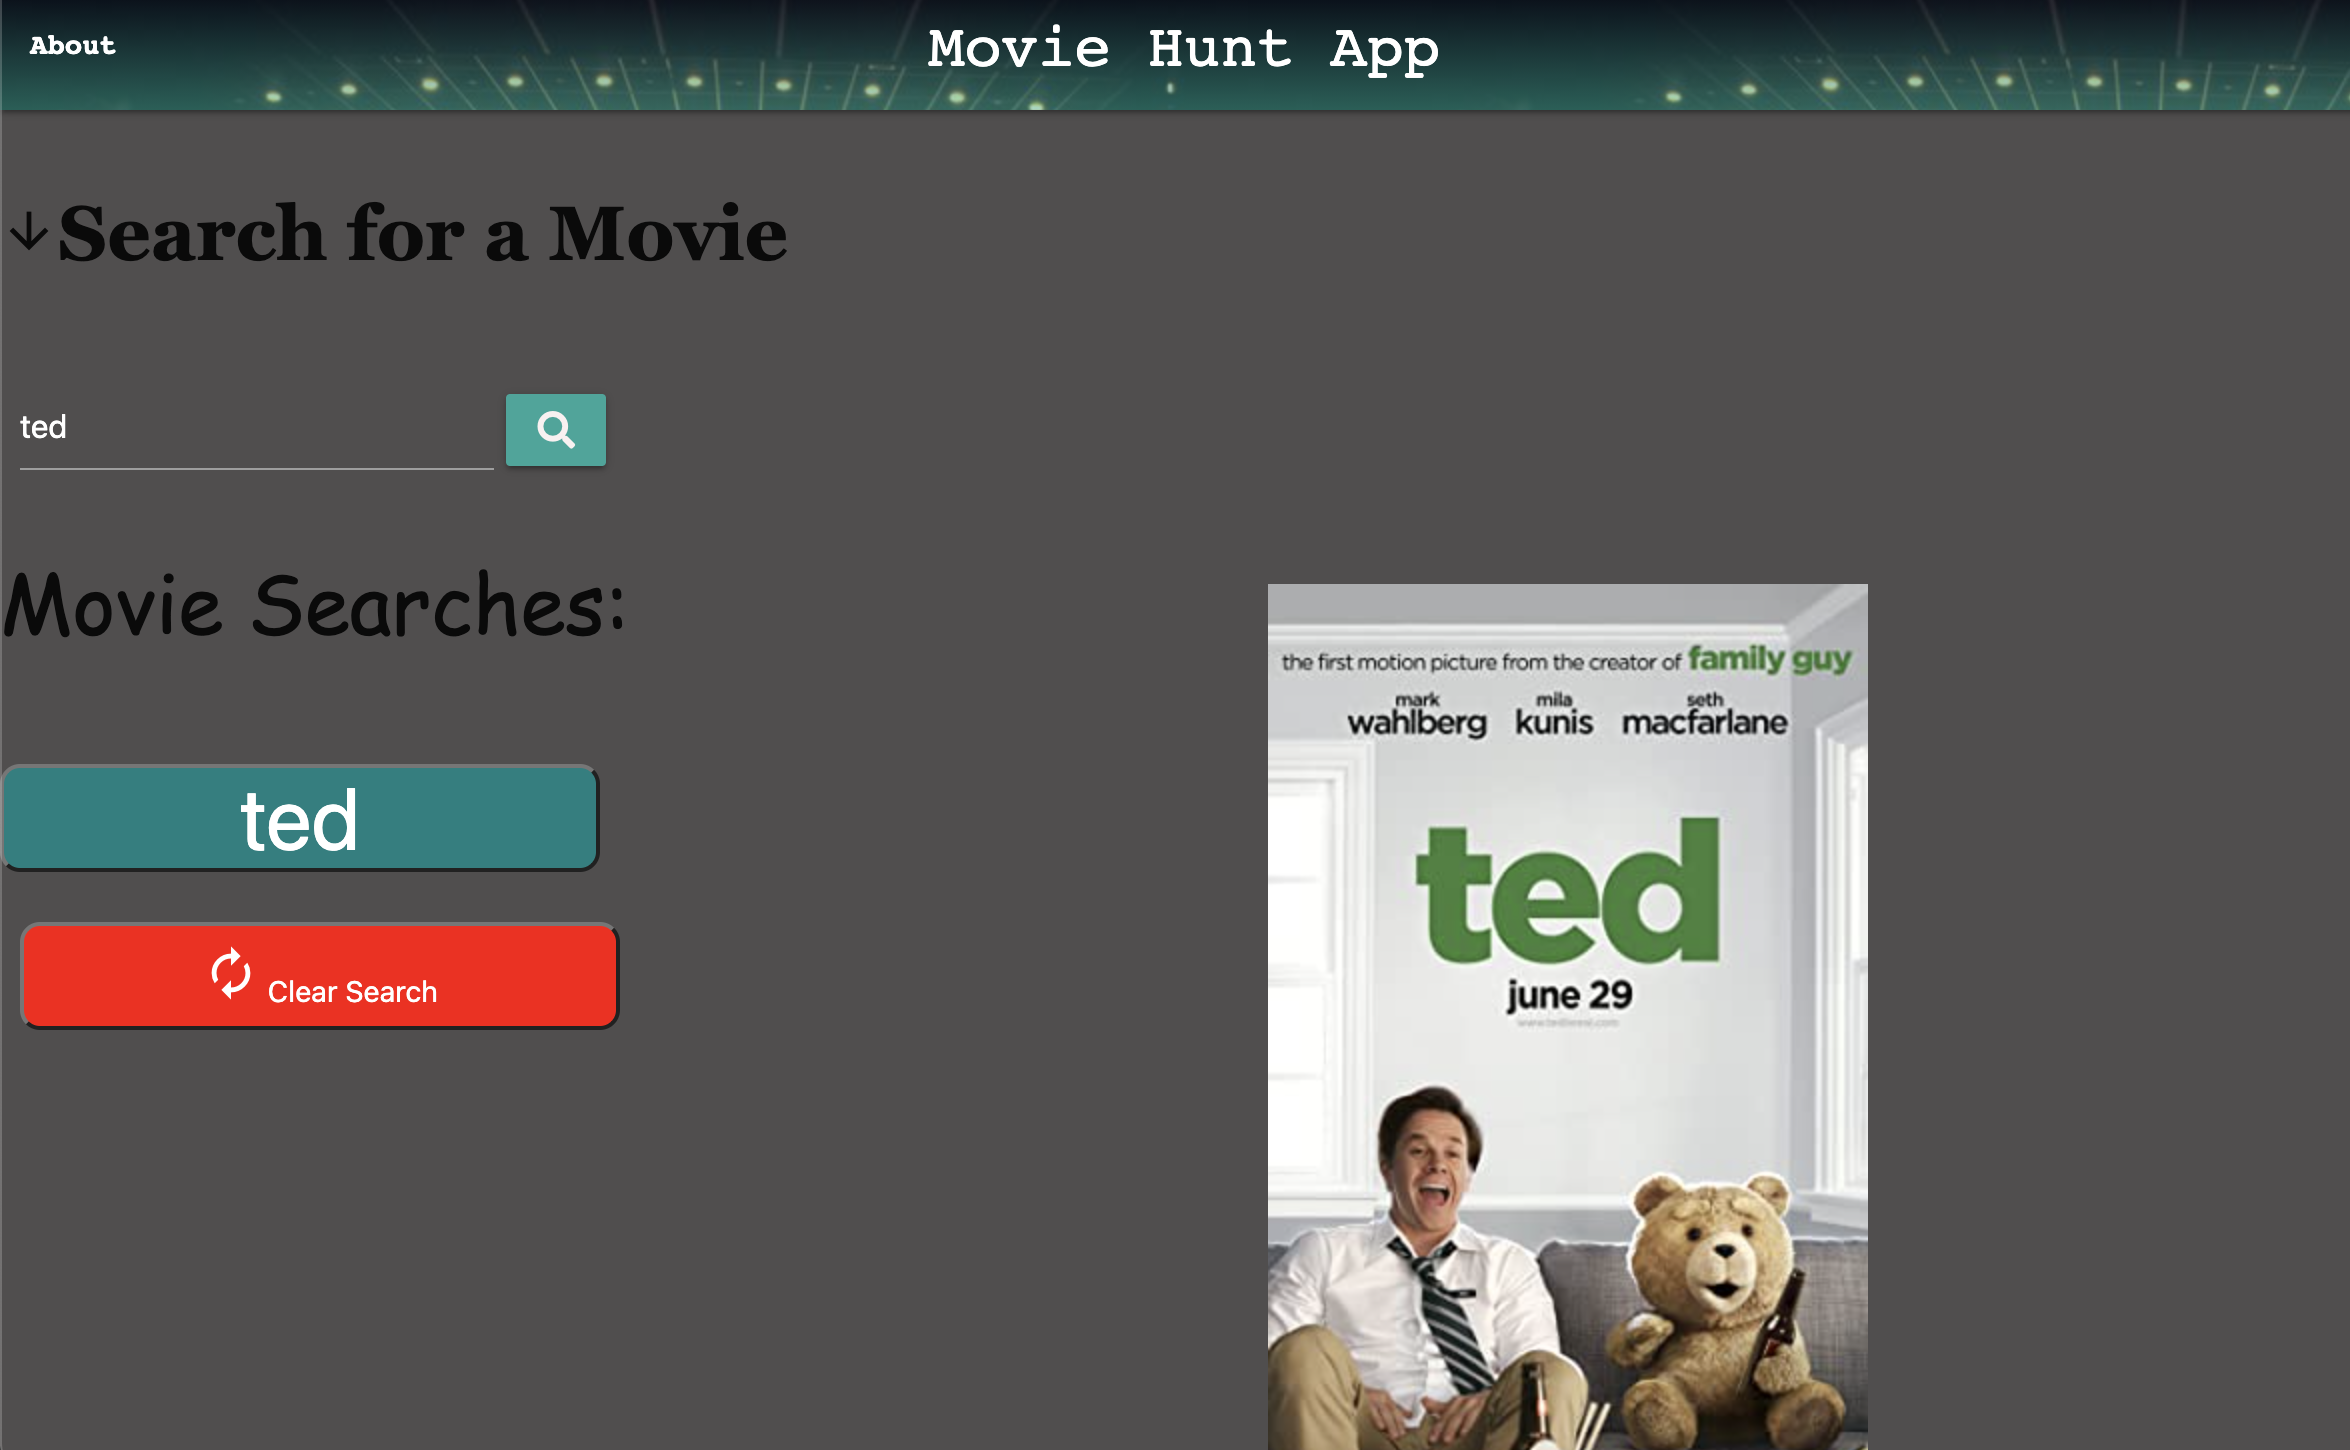 About
Movie Hunt App
Search for a Movie
ted
Movie Searches:
ted
Clear Search
the first motion picture from the creator of family guy
mark wahlberg mila kunis seth macfarlane
ted
june 29